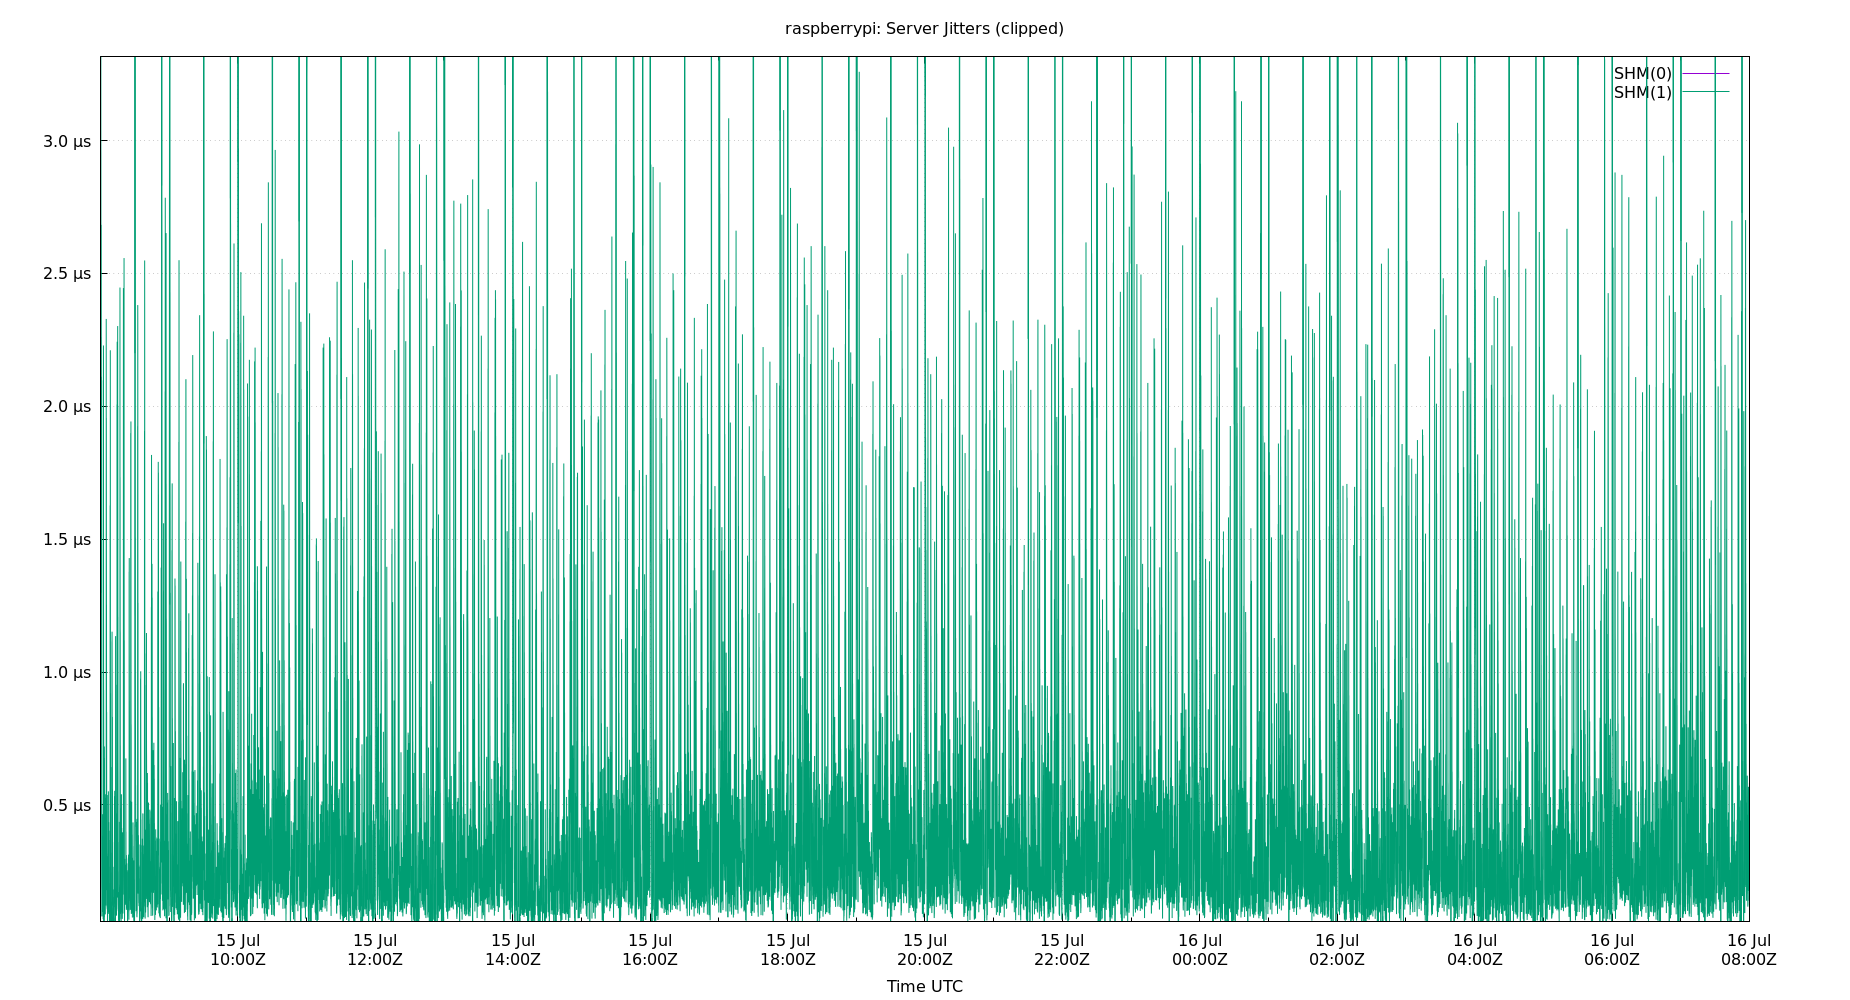 raspberrypi: Server Jitters (clipped)
SHM(0)
SHM(1)
3.0 µs
2.5 µs
2.0 µs
1.5 µs
1.0 µs
0.5 µs
15 Jul 15 Jul 15 Jul 15 Jul 15 Jul 15 Jul 15 Jul 16 Jul 16 Jul 16 Jul 16 Jul 16 Jul
10:00Z 12:00Z 14:00Z 16:00Z 18:00Z 20:00Z 22:00Z 00:00Z 02:00Z 04:00Z 06:00Z 08:00Z
Time UTC